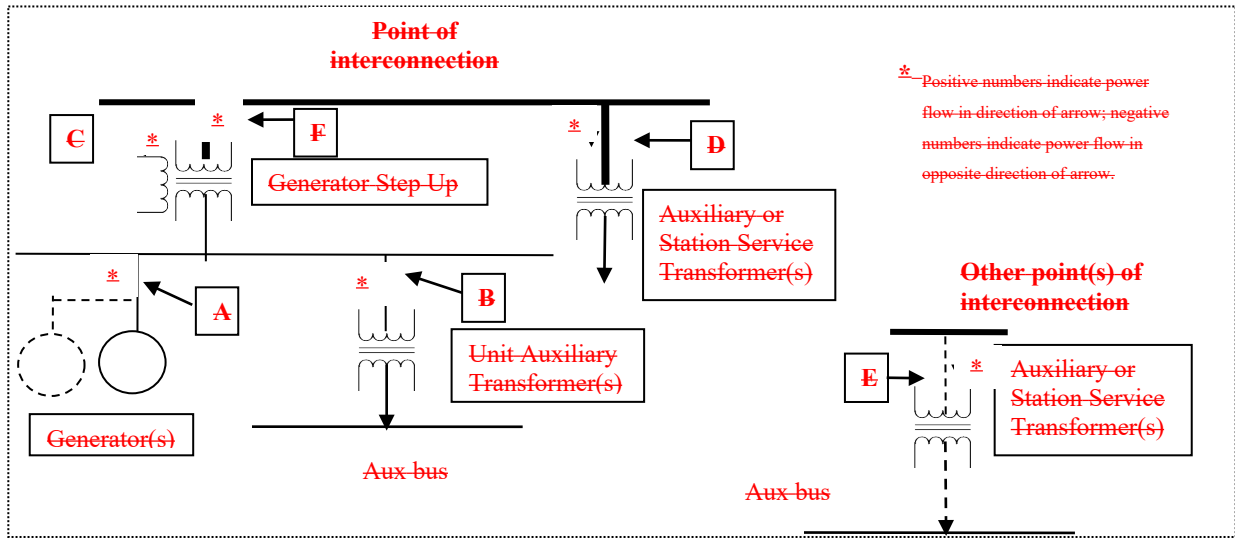 Point of
interconnection
* Positive numbers indicate power
flow in direction of arrow; negative
numbers indicate power flow in
opposite direction of arrow.
C
*
*
F
*
D
Generator Step Up
Auxiliary or
Station Service
Transformer(s)
*
A
*
B
Unit Auxiliary
Transformer(s)
Generator(s)
Aux bus
Other point(s) of
interconnection
E
*
Auxiliary or
Station Service
Transformer(s)
Aux bus